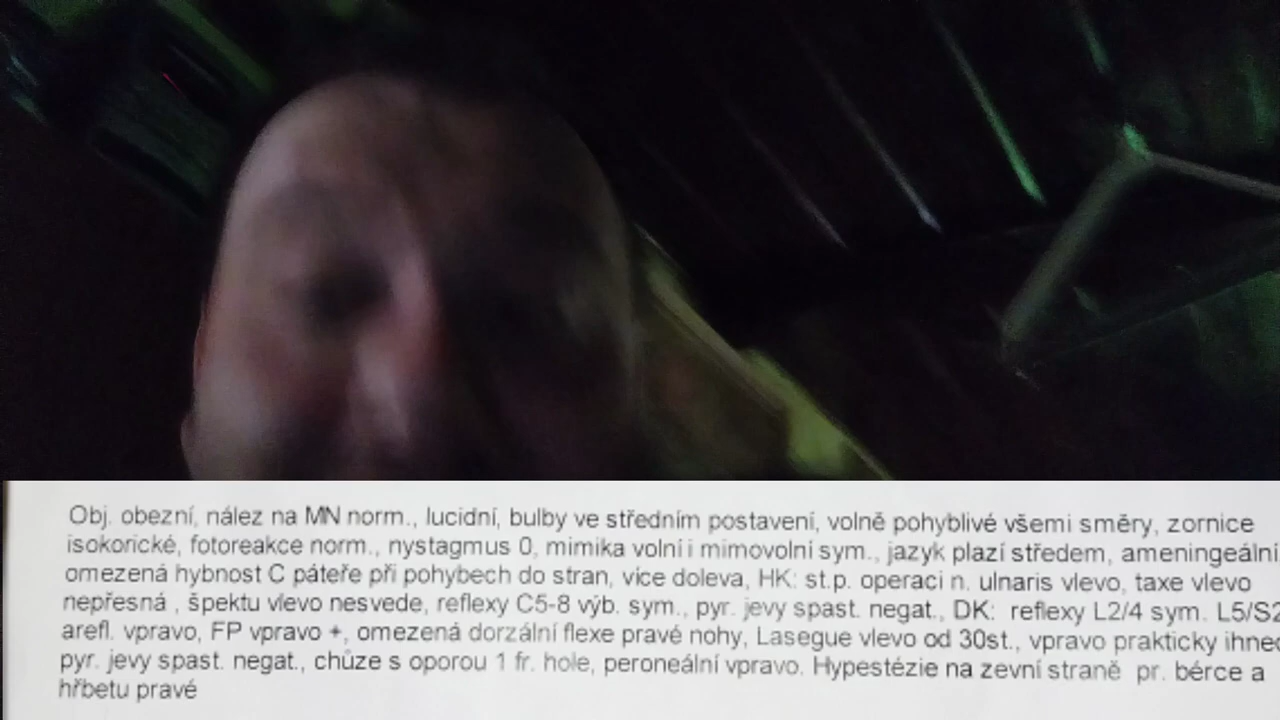 Obj. obezní, nález na MN norm., lucidní, bulby ve středním postavení, volně pohyblivé všemi směry, zornice
isokorické, fotoreakce norm., nystagmus 0, mimika volní i mimovolní sym., jazyk plazí středem, ameningeální
omezená hybnost C páteře při pohybech do stran, více doleva, HK: st.p. operaci n. ulnaris vlevo, taxe vlevo
nepřesná , špektu vlevo nesvede, reflexy C5-8 výb. sym., pyr. jevy spast. negat., DK: reflexy L2/4 sym. L5/S2
arefl. vpravo, FP vpravo +, omezená dorzální flexe pravé nohy, Lasegue vlevo od 30st., vpravo prakticky ihned
pyr. jevy spast. negat., chůze s oporou 1 fr. hole, peroneální vpravo. Hypestézie na zevní straně pr. bérce a
hřbetu pravé